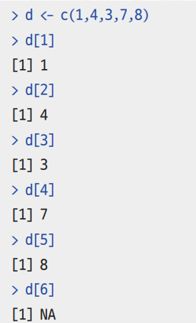 > d <- c(1,4,3,7,8)
> d[1]
[1] 1
> d[2]
[1] 4
> d[3]
[1] 3
> d[4]
[1] 7
> d[5]
[1] 8
> d[6]
[1] NA